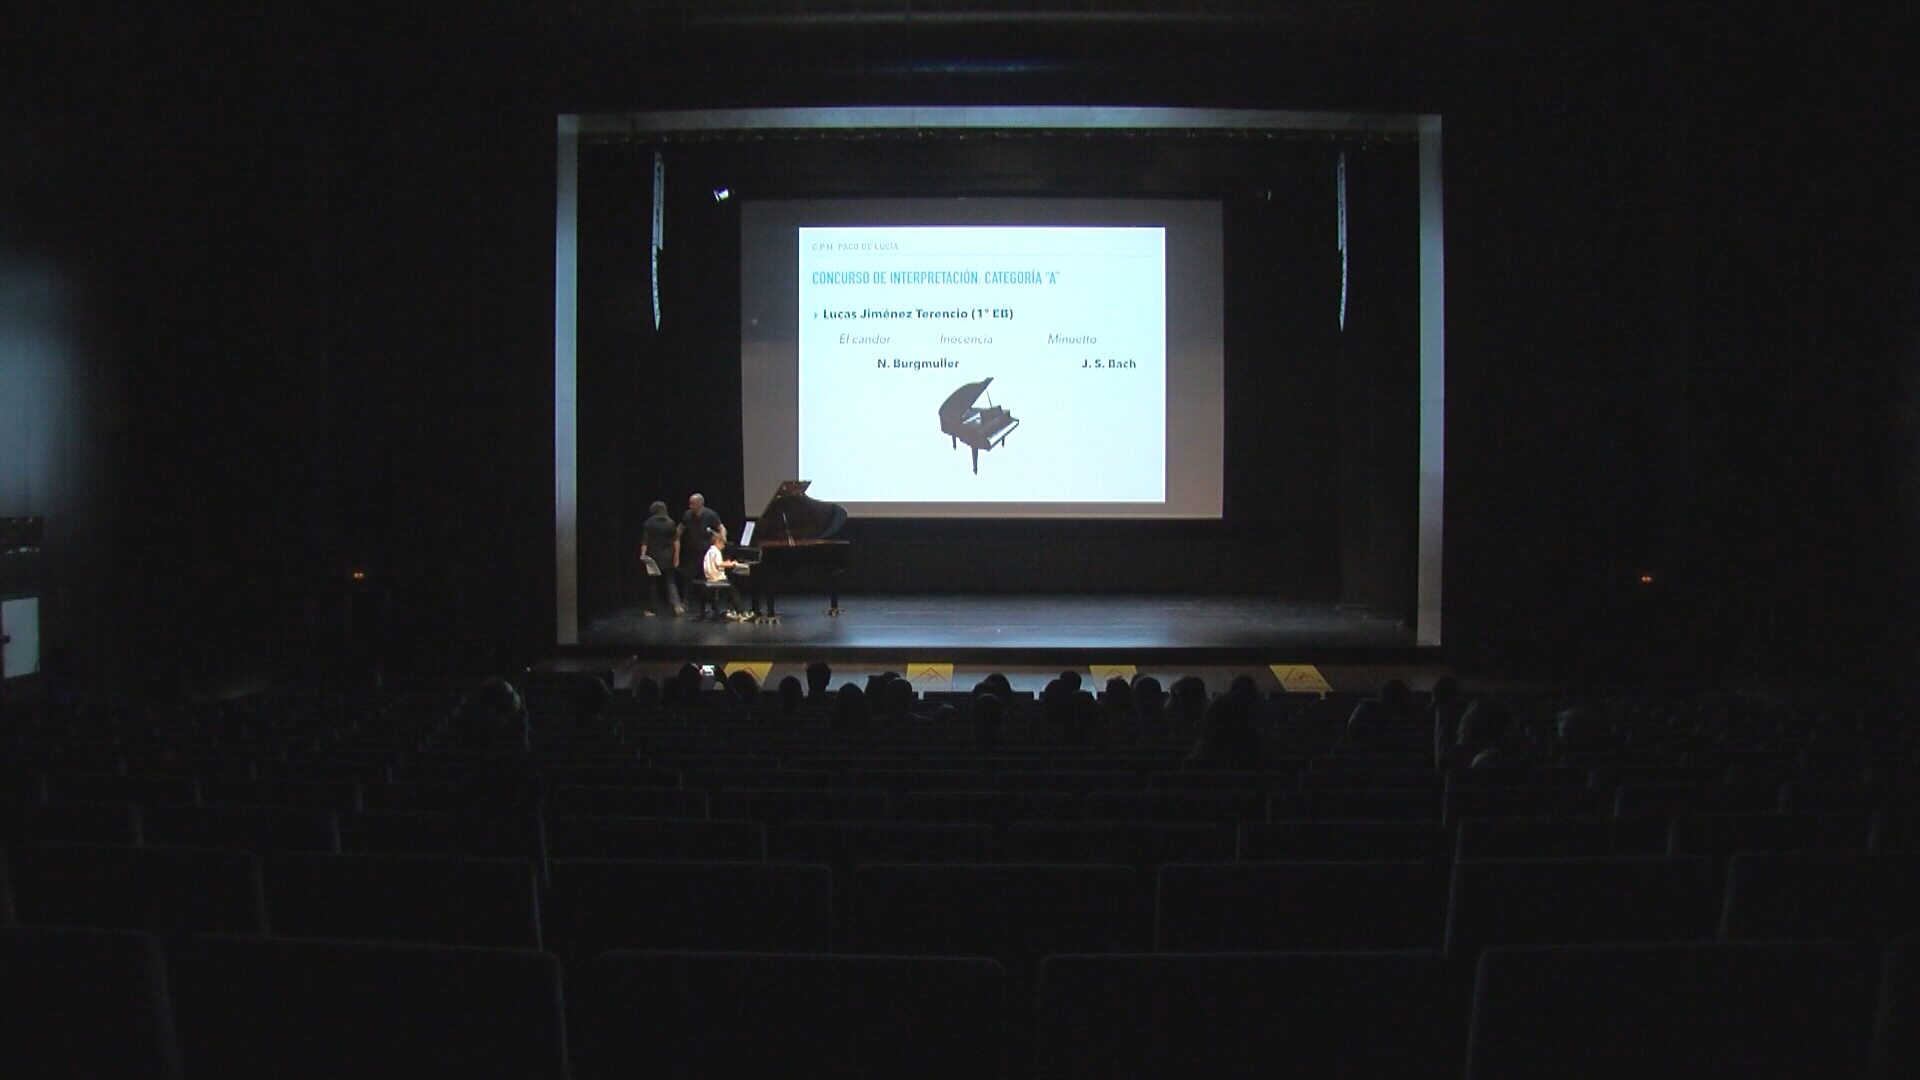 C.P.M. PACO DE LUCÍA
CONCURSO DE INTERPRETACIÓN: CATEGORÍA "A"
Lucas Jiménez Terencio (1º EB)
El candor Inocencia Minuetto
N. Burgmuller J. S. Bach